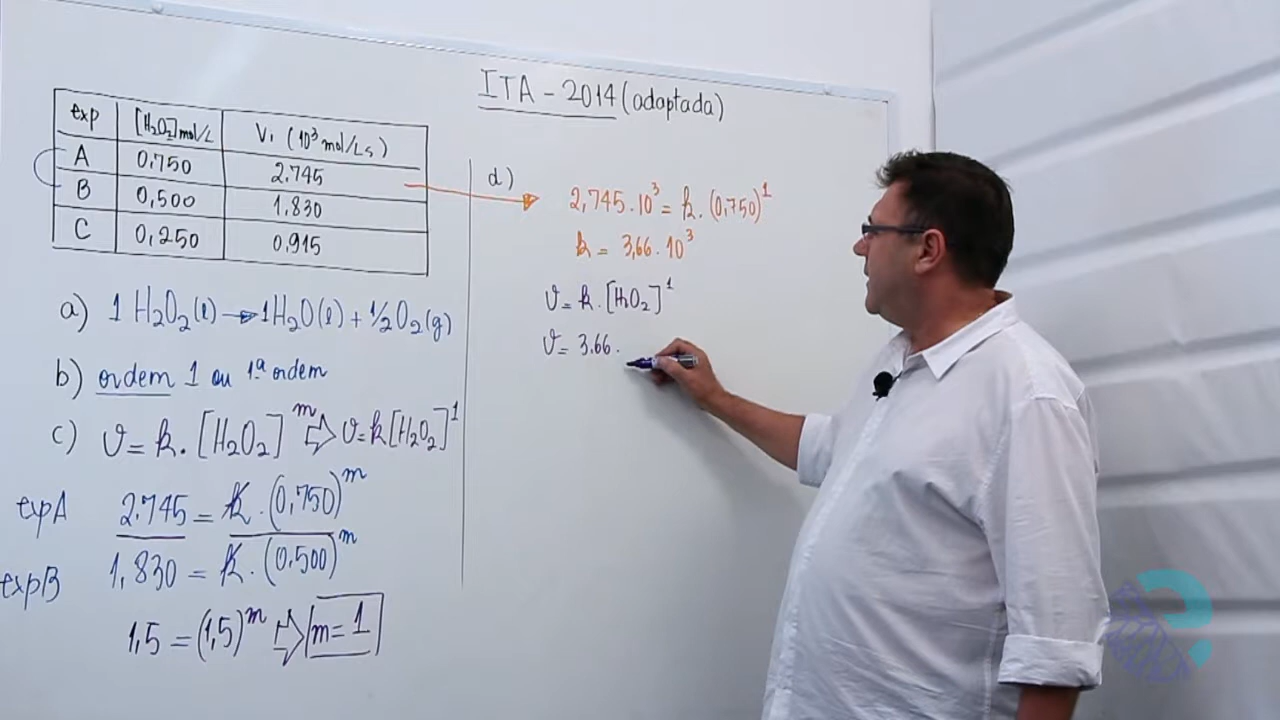 ITA - 2014 (adaptada)
exp [H₂O₂] mol/L Vi (10³ mol/Ls)
A 0,750 2.745
B 0,500 1.830
C 0,250 0,915
a) 1 H₂O₂(l) → 1H₂O(l) + 1/2 O₂(g)
b) ordem 1 ou 1ª ordem
c) v = k. [H₂O₂]^m ⇨ v=k[H₂O₂]¹
expA 2.745 = k. (0,750)^m
expB 1,830 = k. (0,500)^m
1,5 = (1,5)^m ⇨ m = 1
d)
2,745.10³ = k. (0,750)¹
k = 3,66. 10³
v = k. [H₂O₂]¹
v = 3.66 .